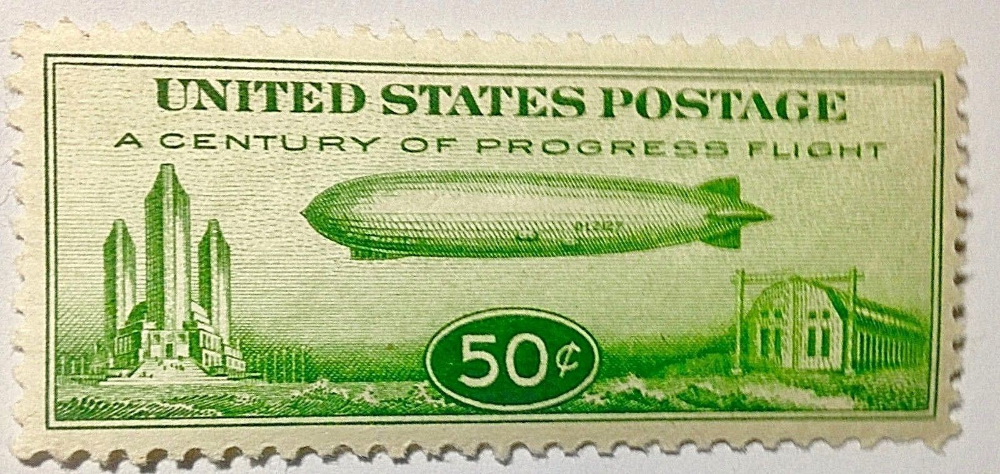 UNITED STATES POSTAGE
A CENTURY OF PROGRESS FLIGHT
50¢